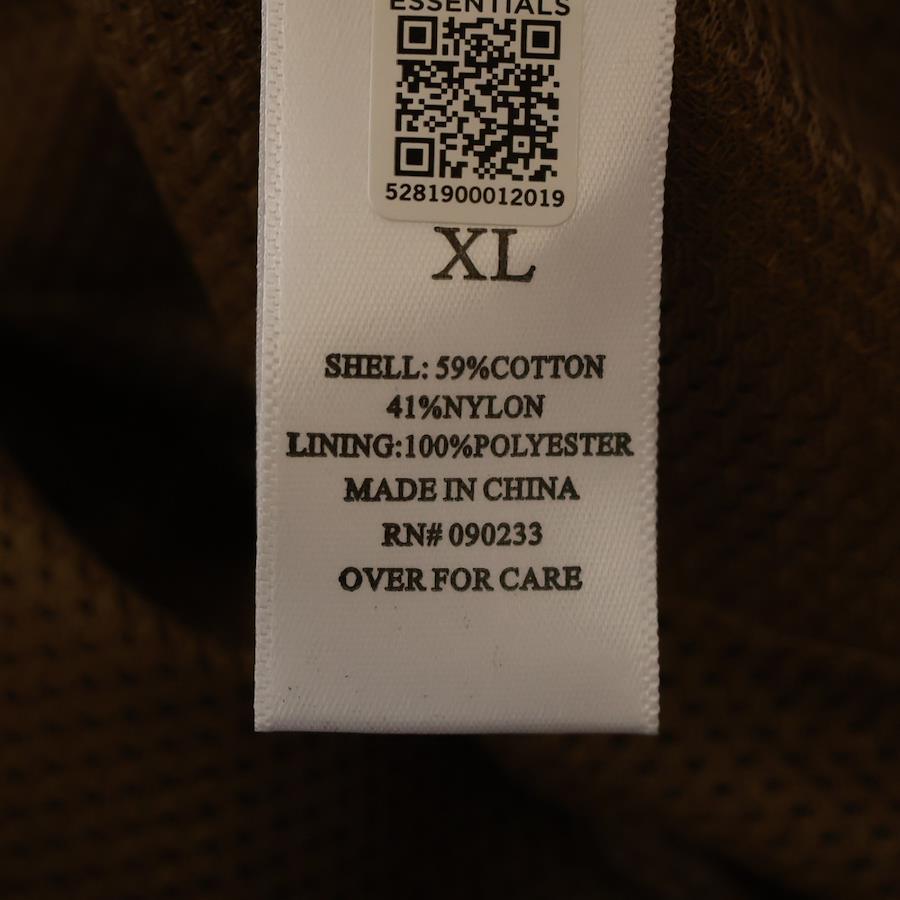 ESSENTIALS
5281900012019
XL
SHELL: 59%COTTON
41%NYLON
LINING:100%POLYESTER
MADE IN CHINA
RN# 090233
OVER FOR CARE